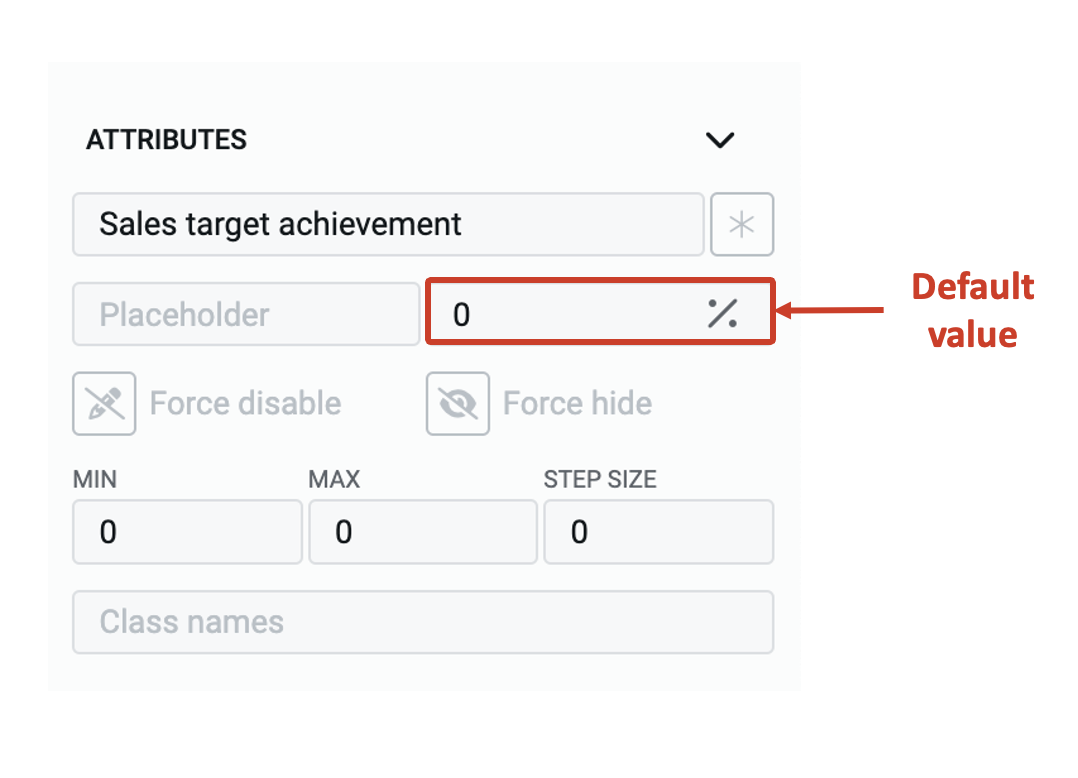 ATTRIBUTES
Sales target achievement
Placeholder
0 %
Default
value
Force disable
Force hide
MIN
MAX
STEP SIZE
0
0
0
Class names